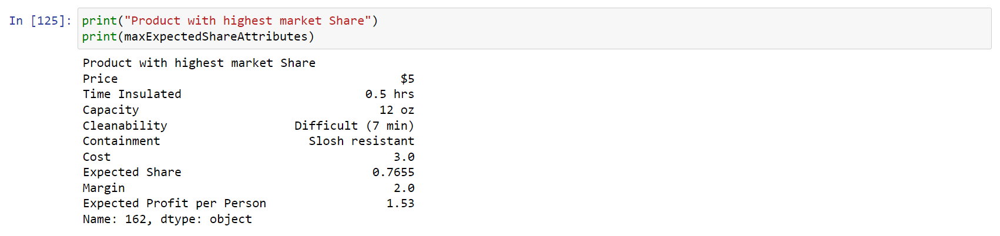 In [125]: print("Product with highest market Share")
print(maxExpectedShareAttributes)
Product with highest market Share
Price $5
Time Insulated 0.5 hrs
Capacity 12 oz
Cleanability Difficult (7 min)
Containment Slosh resistant
Cost 3.0
Expected Share 0.7655
Margin 2.0
Expected Profit per Person 1.53
Name: 162, dtype: object